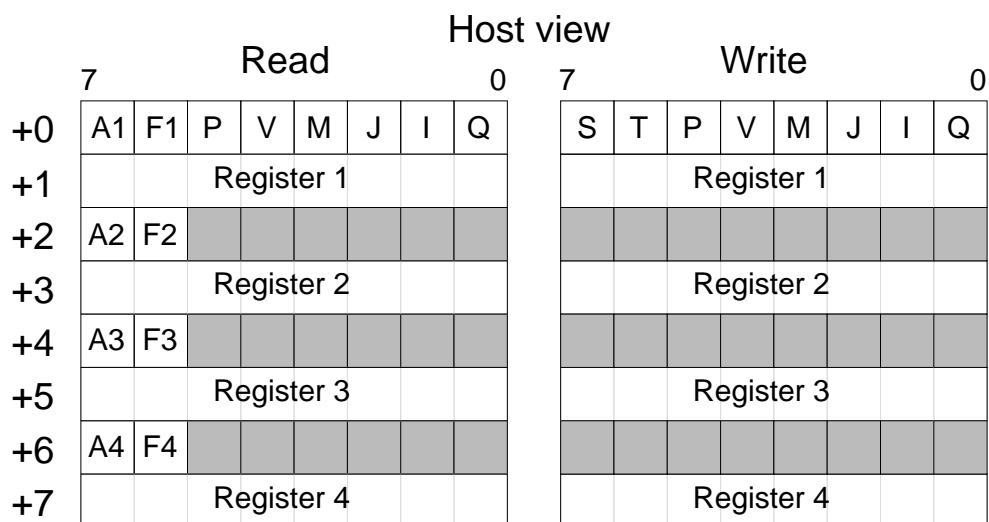 Host view
Read Write
7 0 7 0
+0 A1 F1 P V M J I Q S T P V M J I Q
+1 Register 1 Register 1
+2 A2 F2
+3 Register 2 Register 2
+4 A3 F3
+5 Register 3 Register 3
+6 A4 F4
+7 Register 4 Register 4